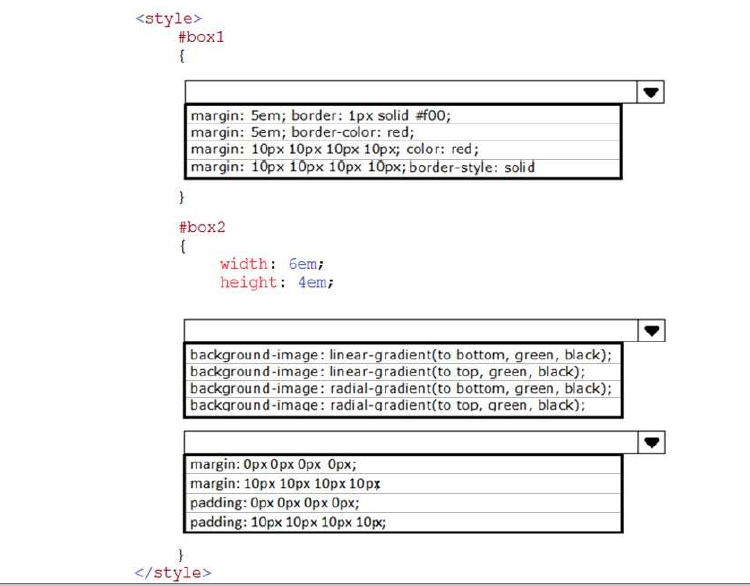 <style>
#box1
{
margin: 5em; border: 1px solid #f00;
margin: 5em; border-color: red;
margin: 10px 10px 10px 10px; color: red;
margin: 10px 10px 10px 10px; border-style: solid
}
#box2
{
width: 6em;
height: 4em;
background-image: linear-gradient(to bottom, green, black);
background-image: linear-gradient(to top, green, black);
background-image: radial-gradient(to bottom, green, black);
background-image: radial-gradient(to top, green, black);
margin: 0px 0px 0px 0px;
margin: 10px 10px 10px 10px
padding: 0px 0px 0px 0px;
padding: 10px 10px 10px 10px;
}
</style>